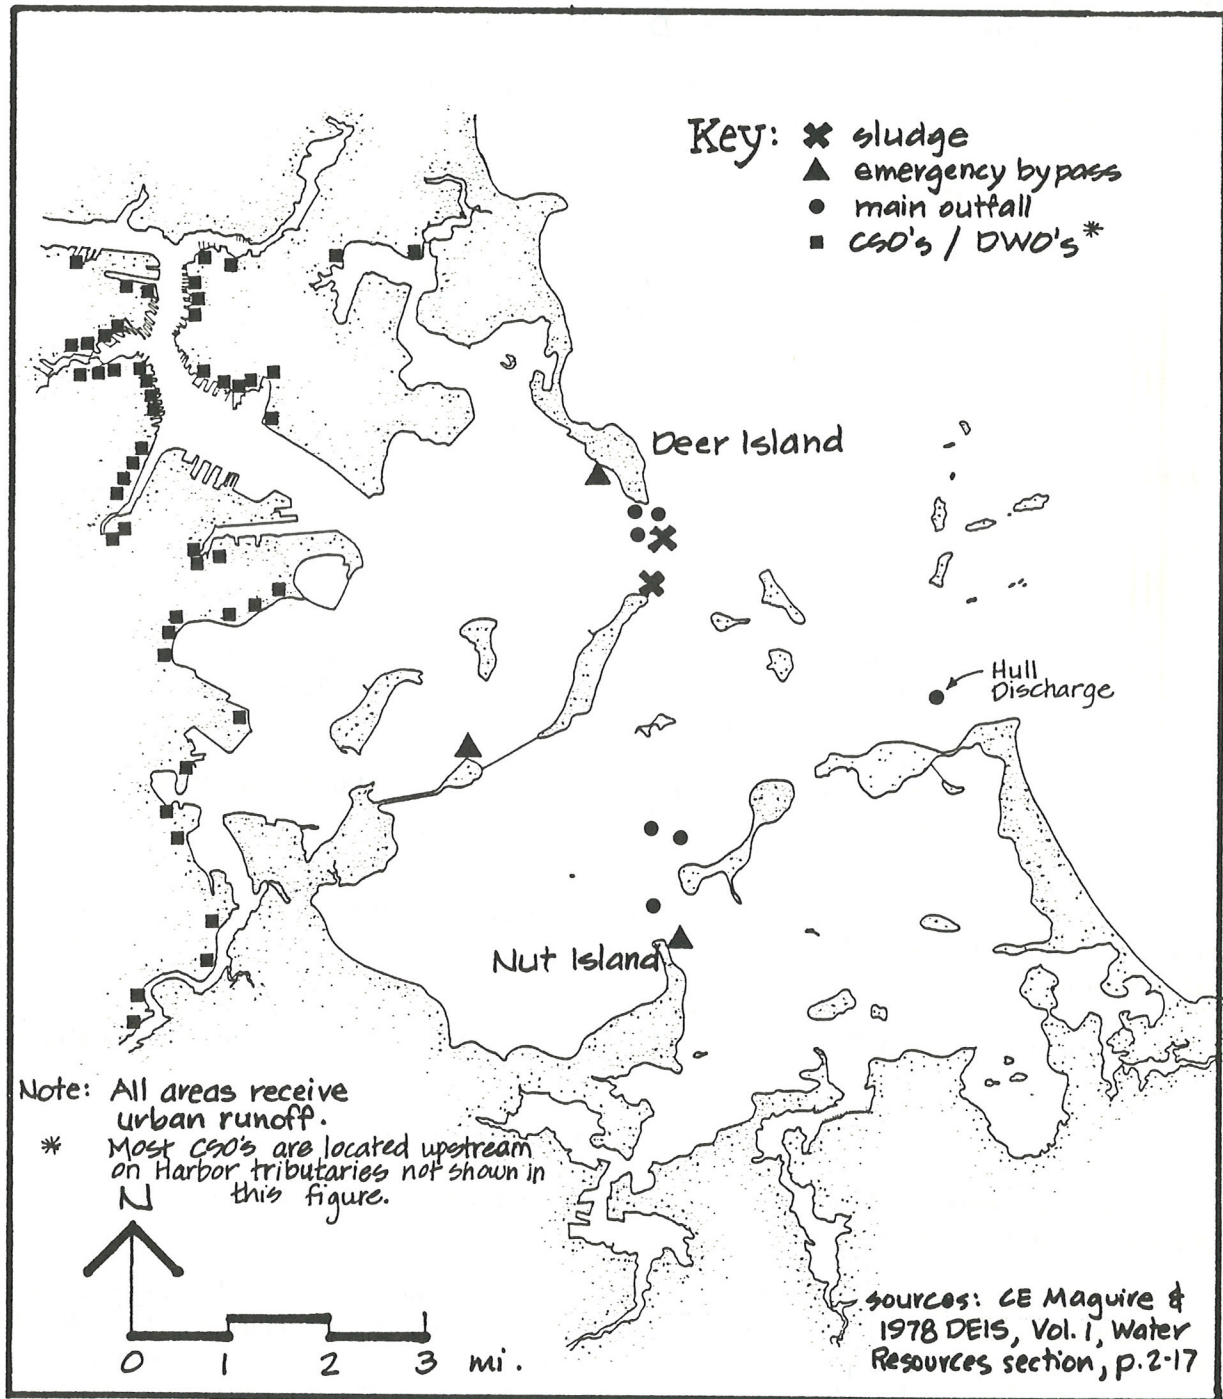 Key: sludge
emergency bypass
main outfall
CSO's / DWO's*
Deer Island
Hull
Discharge
Nut Island
Note: All areas receive
urban runoff.
* Most CSO's are located upstream
on Harbor tributaries not shown in
this figure.
N
0 1 2 3 mi.
sources: CE Maguire &
1978 DEIS, Vol. 1, Water
Resources section, p. 2-17